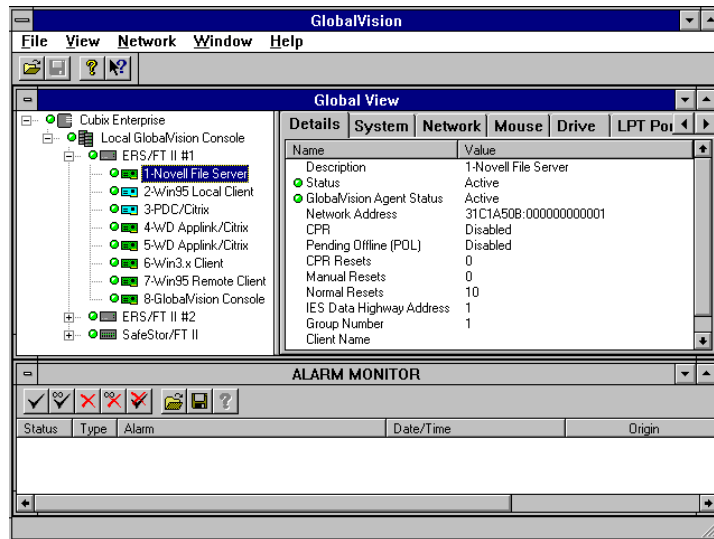 GlobalVision
File View Network Window Help
Global View
Cubix Enterprise
Local GlobalVision Console
ERS/FT II #1
1-Novell File Server
2-Win95 Local Client
3-PDC/Citrix
4-WD Applink/Citrix
5-WD Applink/Citrix
6-Win3.x Client
7-Win95 Remote Client
8-GlobalVision Console
ERS/FT II #2
SafeStor/FT II
Details System Network Mouse Drive LPT Por
Name Value
Description 1-Novell File Server
Status Active
GlobalVision Agent Status Active
Network Address 31C1A50B:000000000001
CPR Disabled
Pending Offline (POL) Disabled
CPR Resets 0
Manual Resets 0
Normal Resets 10
IES Data Highway Address 1
Group Number 1
Client Name
ALARM MONITOR
Status Type Alarm Date/Time Origin